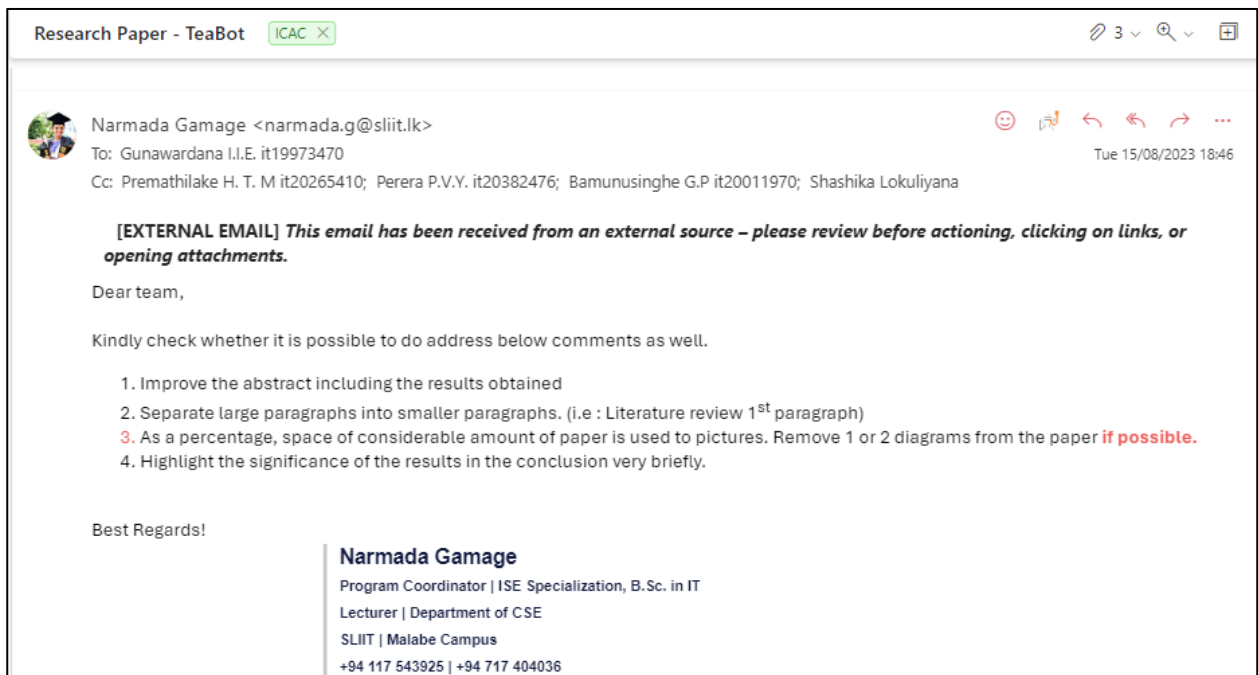 Research Paper - TeaBot ICAC
3
Narmada Gamage <narmada.g@sliit.lk>
To: Gunawardana I.I.E. it19973470
Tue 15/08/2023 18:46
Cc: Premathilake H. T. M it20265410; Perera P.V.Y. it20382476; Bamunusinghe G.P it20011970; Shashika Lokuliyana
[EXTERNAL EMAIL] This email has been received from an external source – please review before actioning, clicking on links, or
opening attachments.
Dear team,
Kindly check whether it is possible to do address below comments as well.
1. Improve the abstract including the results obtained
2. Separate large paragraphs into smaller paragraphs. (i.e : Literature review 1st paragraph)
3. As a percentage, space of considerable amount of paper is used to pictures. Remove 1 or 2 diagrams from the paper if possible.
4. Highlight the significance of the results in the conclusion very briefly.
Best Regards!
Narmada Gamage
Program Coordinator | ISE Specialization, B.Sc. in IT
Lecturer | Department of CSE
SLIIT | Malabe Campus
+94 117 543925 | +94 717 404036